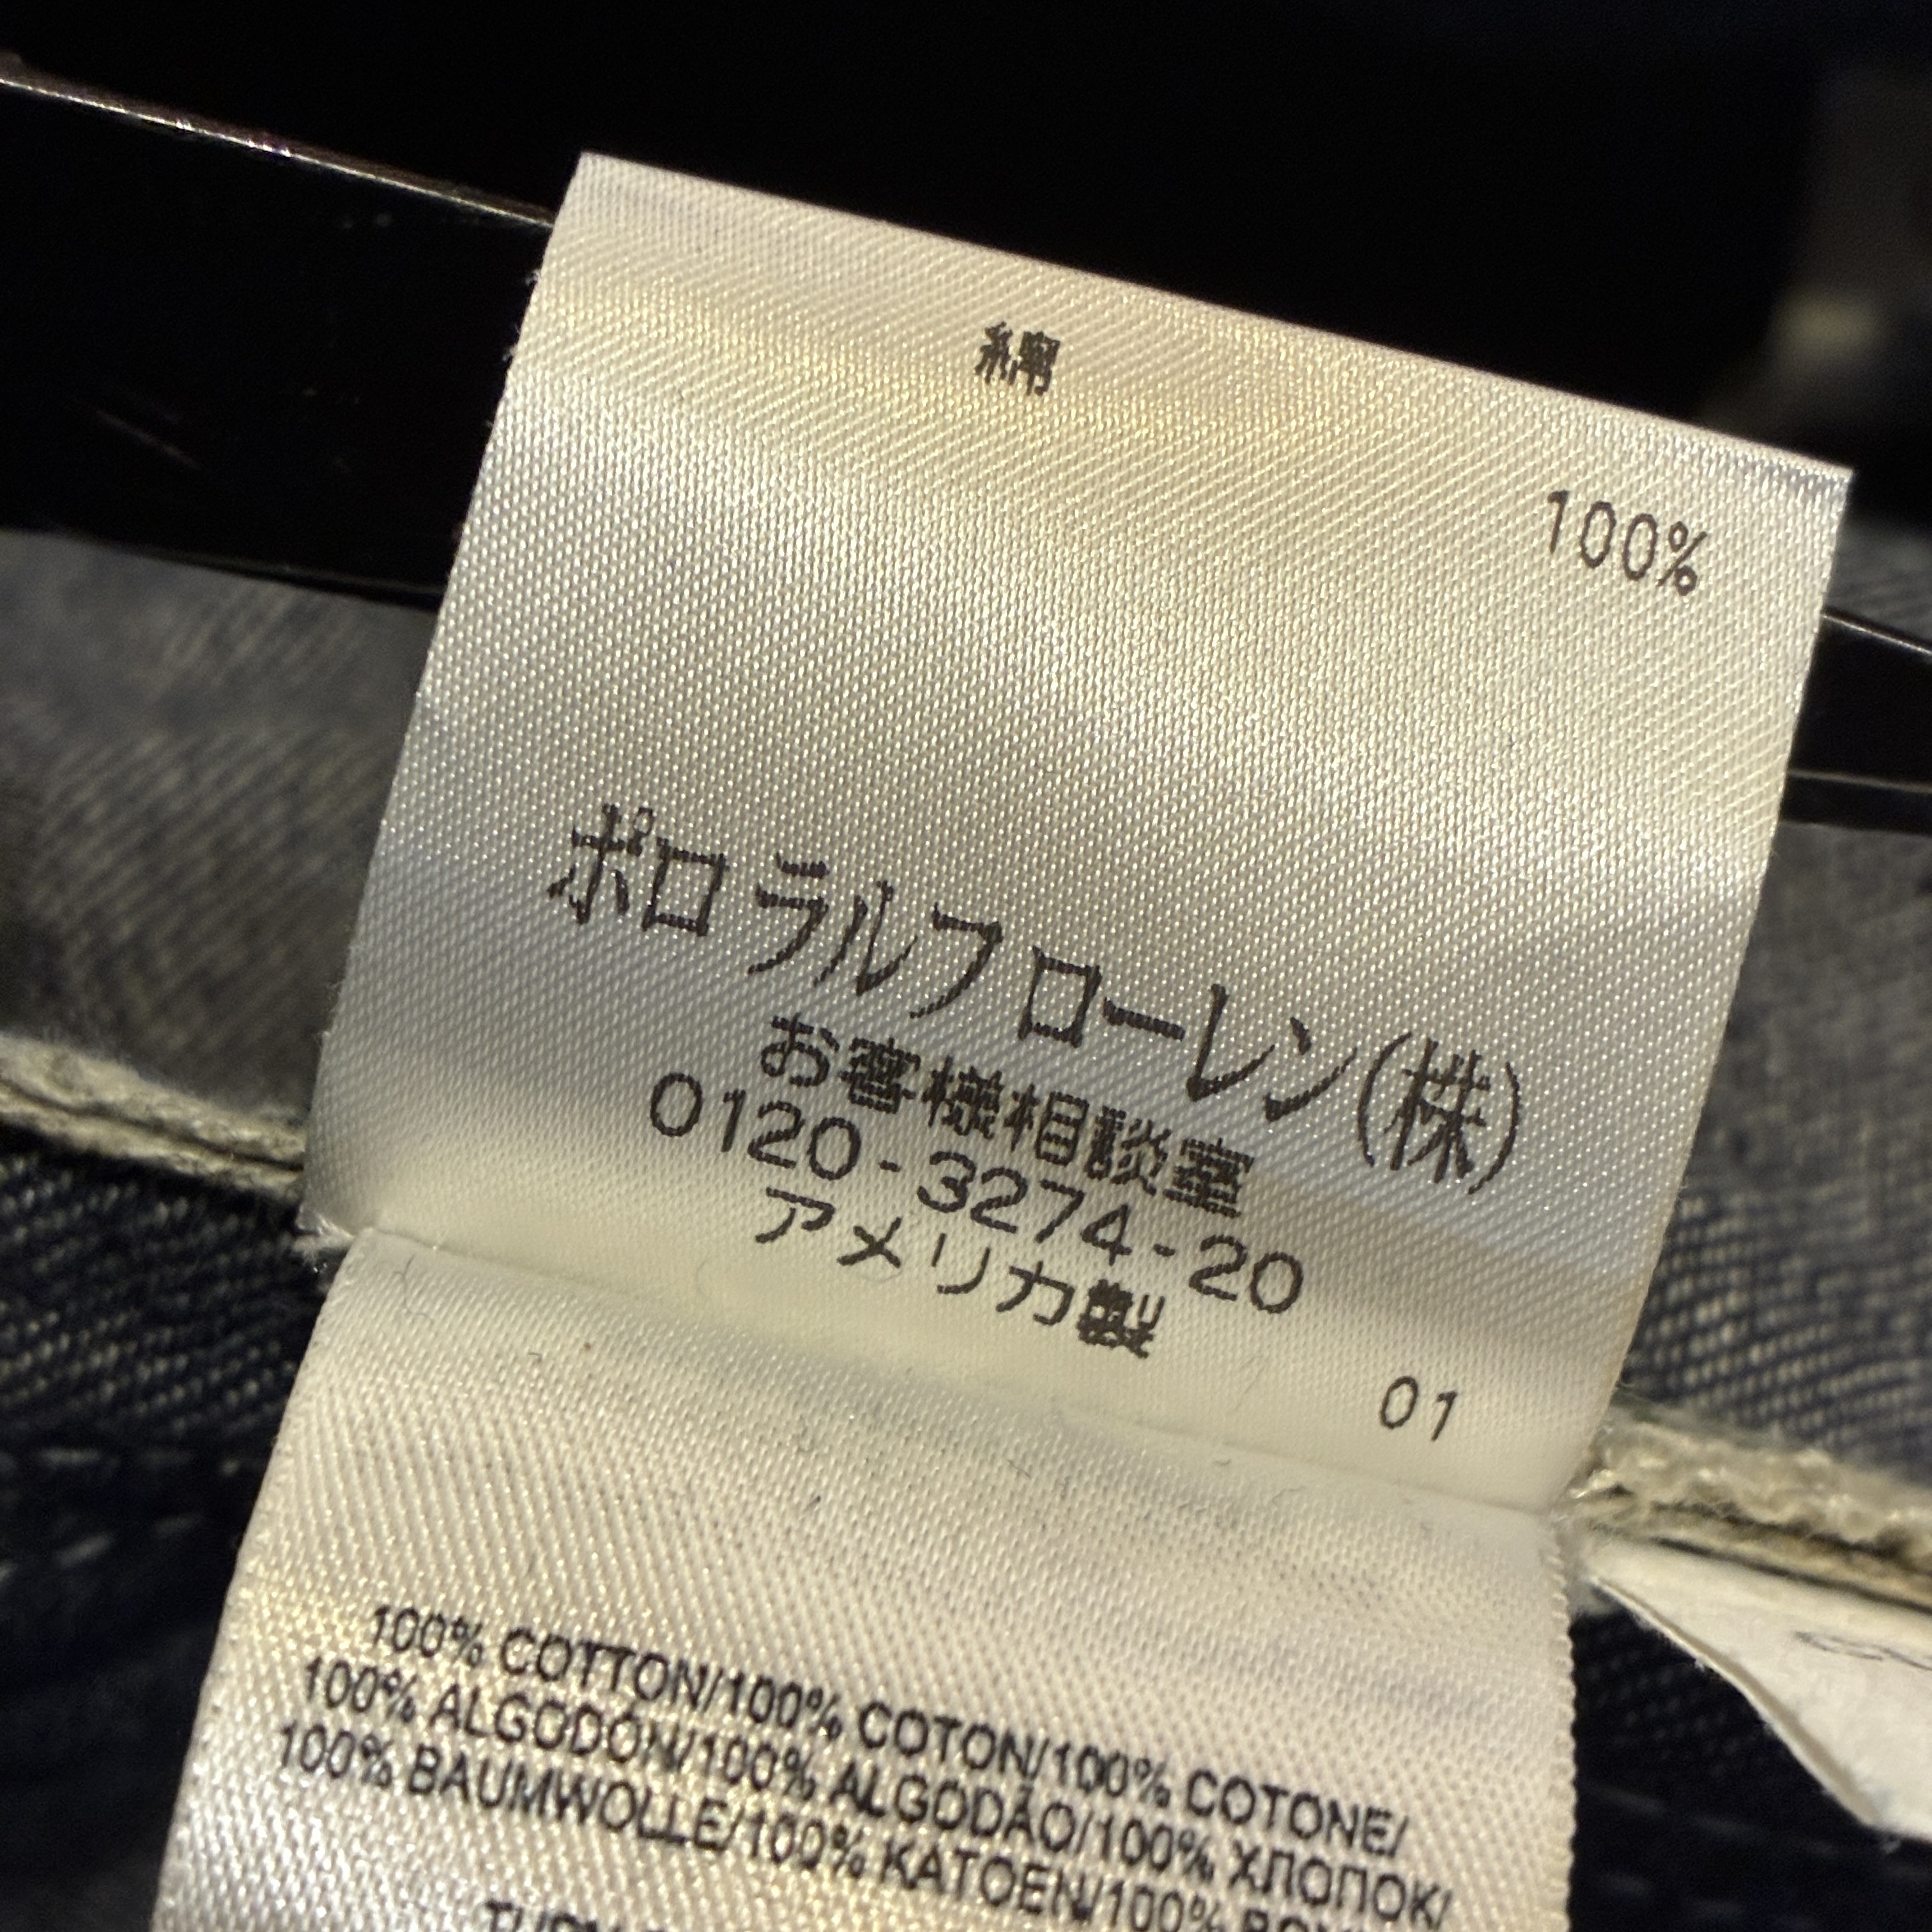 綿
100%
ポロ ラルフ ローレン(株)
お客様相談室
0120-3274-20
アメリカ製
01
100% COTTON/100% COTON/100% COTONE/
100% ALGODÓN/100% ALGODÃO/100% ХЛОПОК/
100% BAUMWOLLE/100% KATOEN/100%